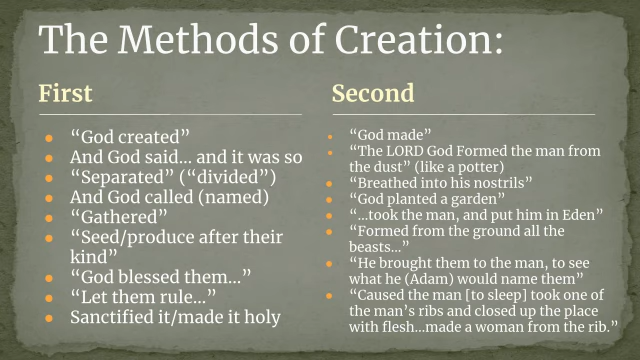 The Methods of Creation:
First
• “God created”
• And God said... and it was so
• “Separated” (“divided”)
• And God called (named)
• “Gathered”
• “Seed/produce after their
kind”
• “God blessed them...”
• “Let them rule...”
• Sanctified it/made it holy
Second
• “God made”
• “The LORD God Formed the man from
the dust” (like a potter)
• “Breathed into his nostrils”
• “God planted a garden”
• “...took the man, and put him in Eden”
• “Formed from the ground all the
beasts...”
• “He brought them to the man, to see
what he (Adam) would name them”
• “Caused the man [to sleep] took one of
the man’s ribs and closed up the place
with flesh...made a woman from the rib.”